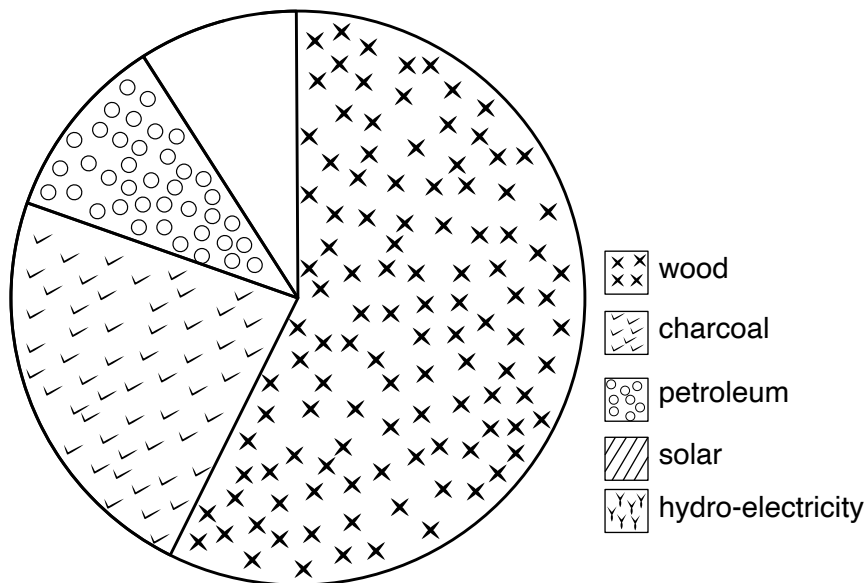 wood
charcoal
petroleum
solar
hydro-electricity